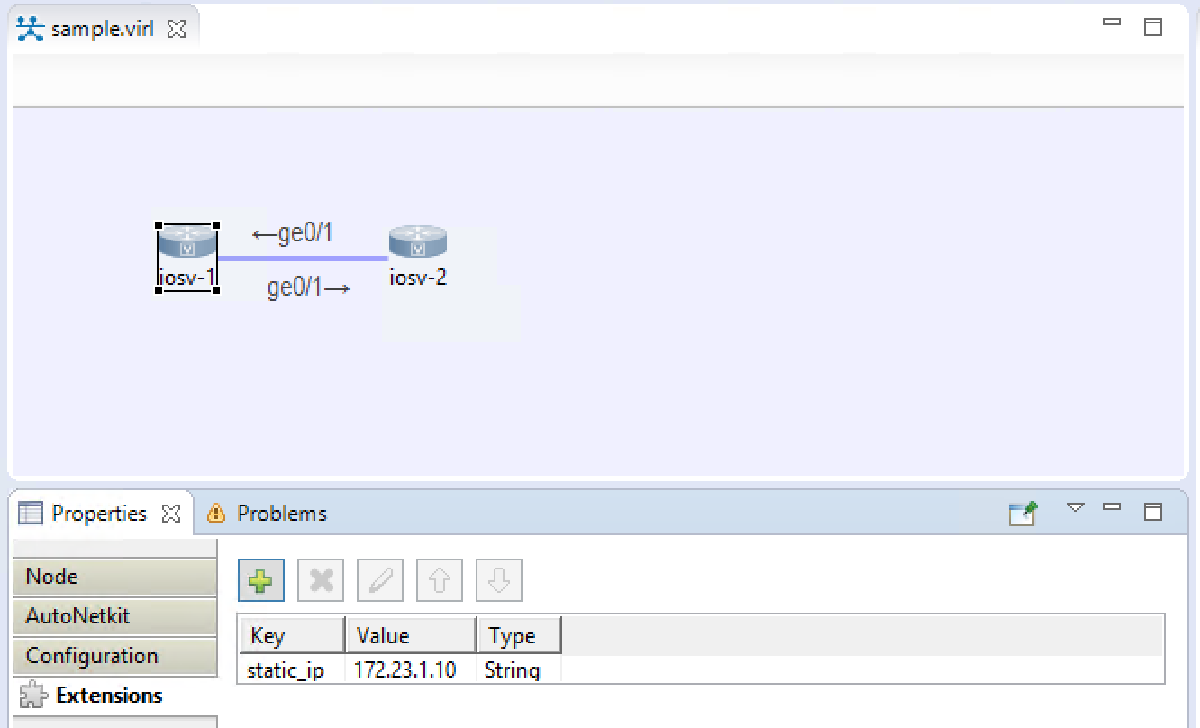 sample.virl
←ge0/1
iosv-1
iosv-2
ge0/1→
Properties
Problems
Node
AutoNetkit
Configuration
Extensions
Key Value Type
static_ip 172.23.1.10 String